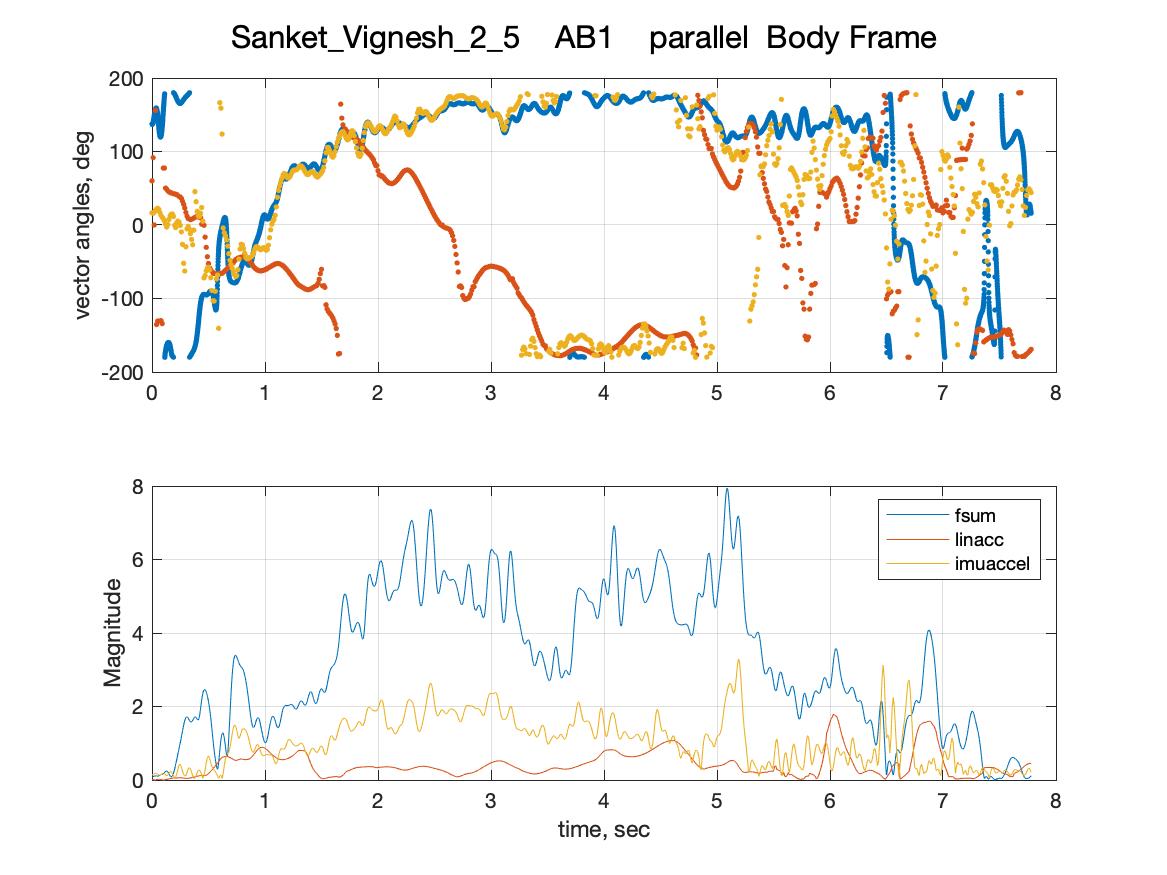 Sanket_Vignesh_2_5 AB1 parallel Body Frame
200
100
0
-100
-200
vector angles, deg
0 1 2 3 4 5 6 7 8
8
6
4
2
0
Magnitude
fsum
linacc
imuaccel
0 1 2 3 4 5 6 7 8
time, sec